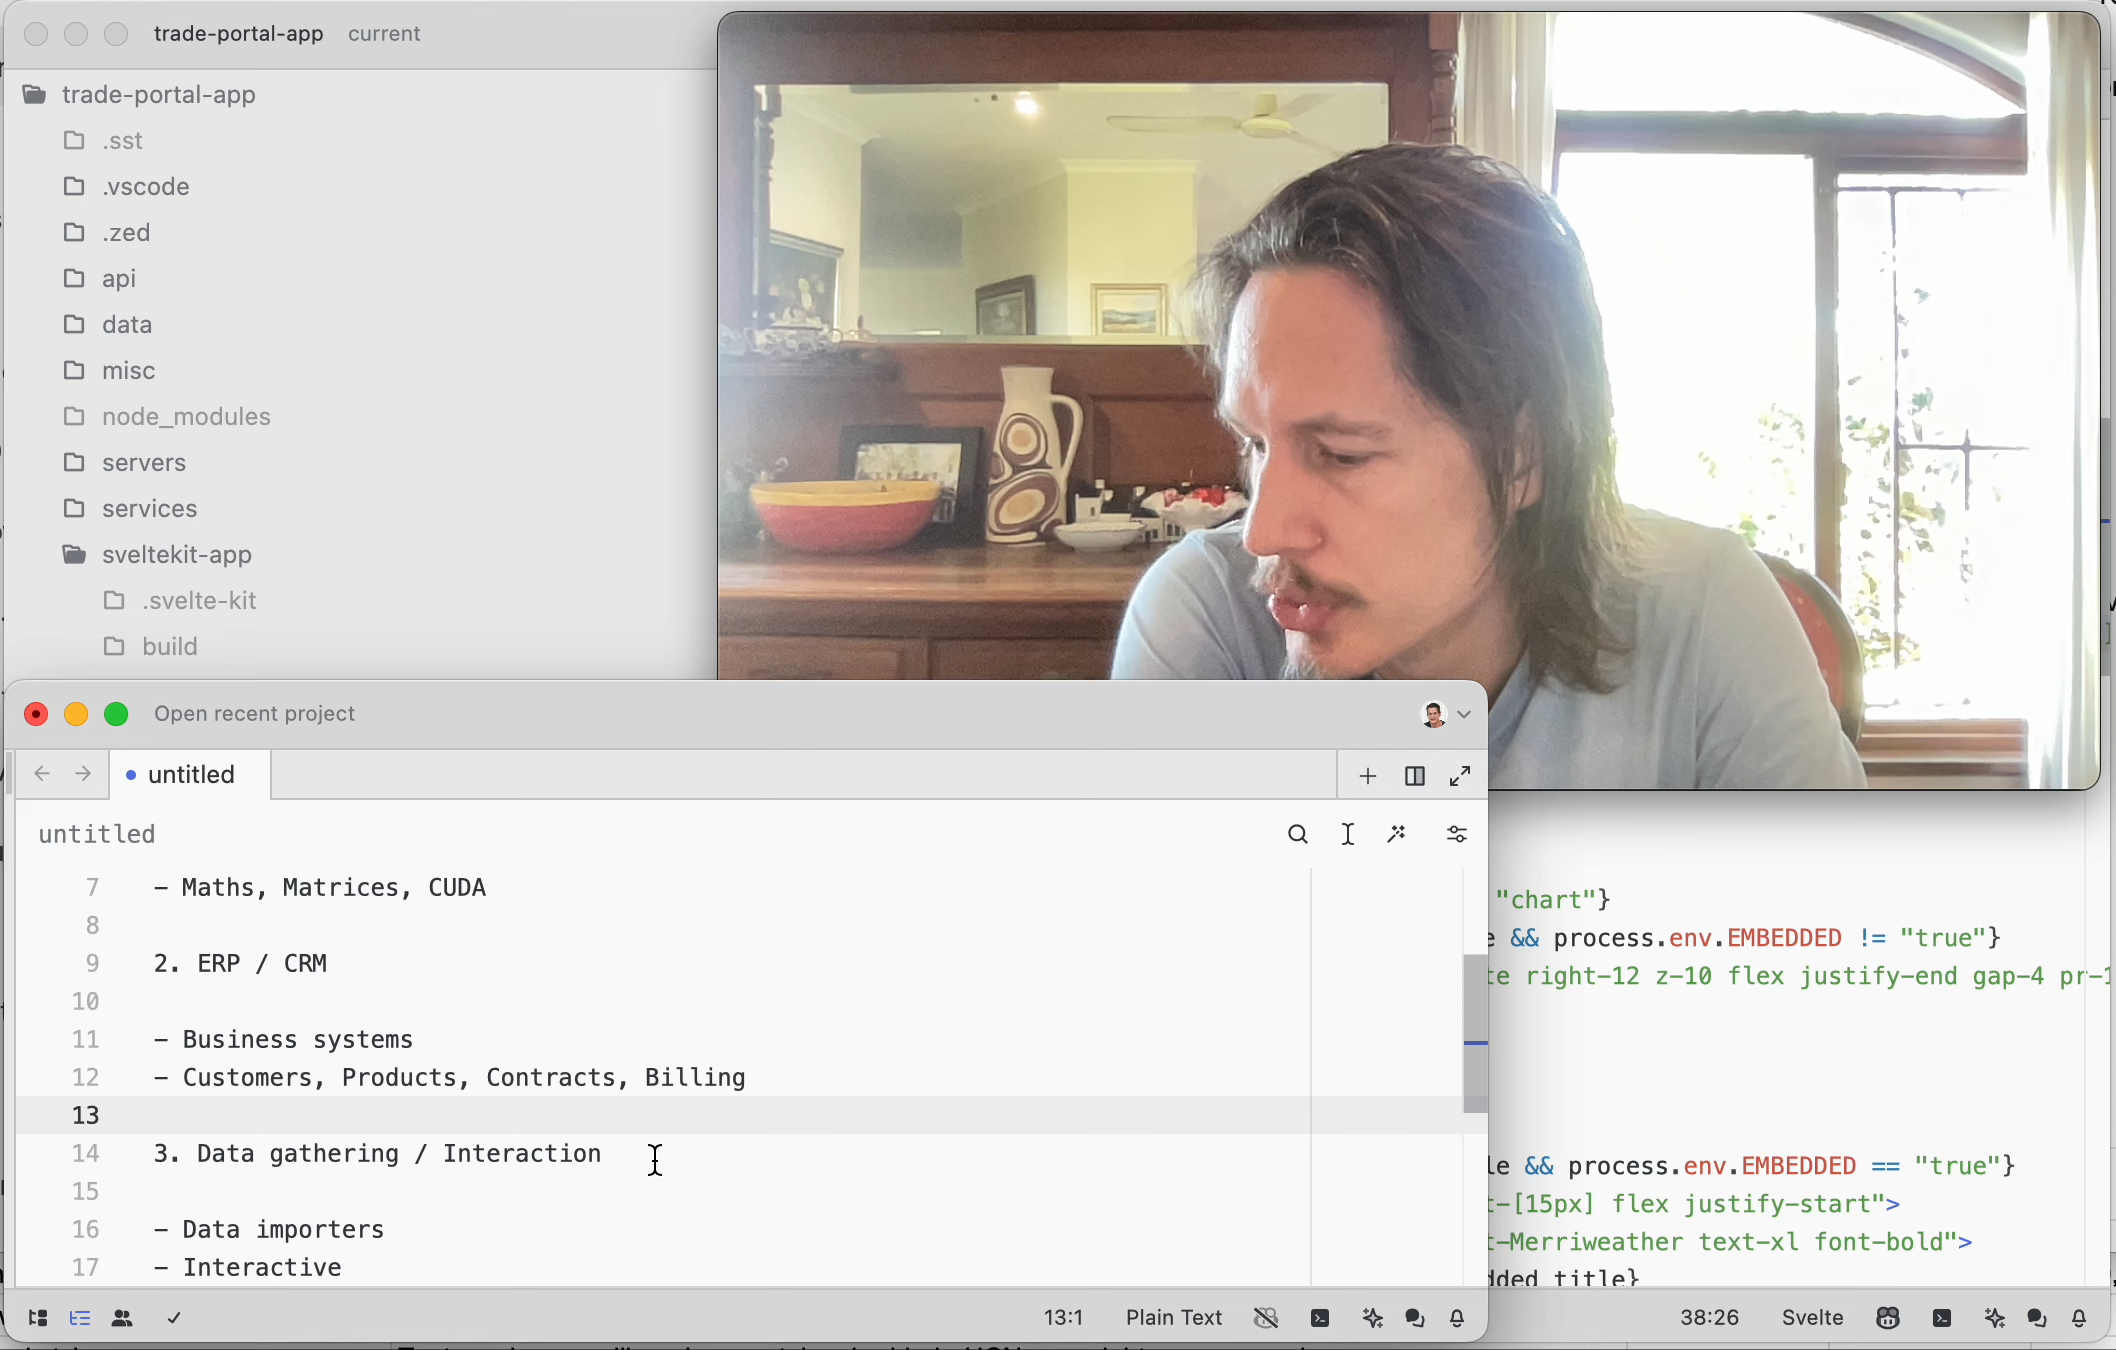 trade-portal-app current
trade-portal-app
.sst
.vscode
.zed
api
data
misc
node_modules
servers
services
sveltekit-app
.svelte-kit
build
Open recent project
untitled
untitled
7 - Maths, Matrices, CUDA
8
9 2. ERP / CRM
10
11 - Business systems
12 - Customers, Products, Contracts, Billing
13
14 3. Data gathering / Interaction
15
16 - Data importers
17 - Interactive
13:1 Plain Text
"chart"}
&& process.env.EMBEDDED != "true"}
right-12 z-10 flex justify-end gap-4
&& process.env.EMBEDDED == "true"}
t-[15px] flex justify-start">
t-Merriweather text-xl font-bold">
title}
38:26 Svelte